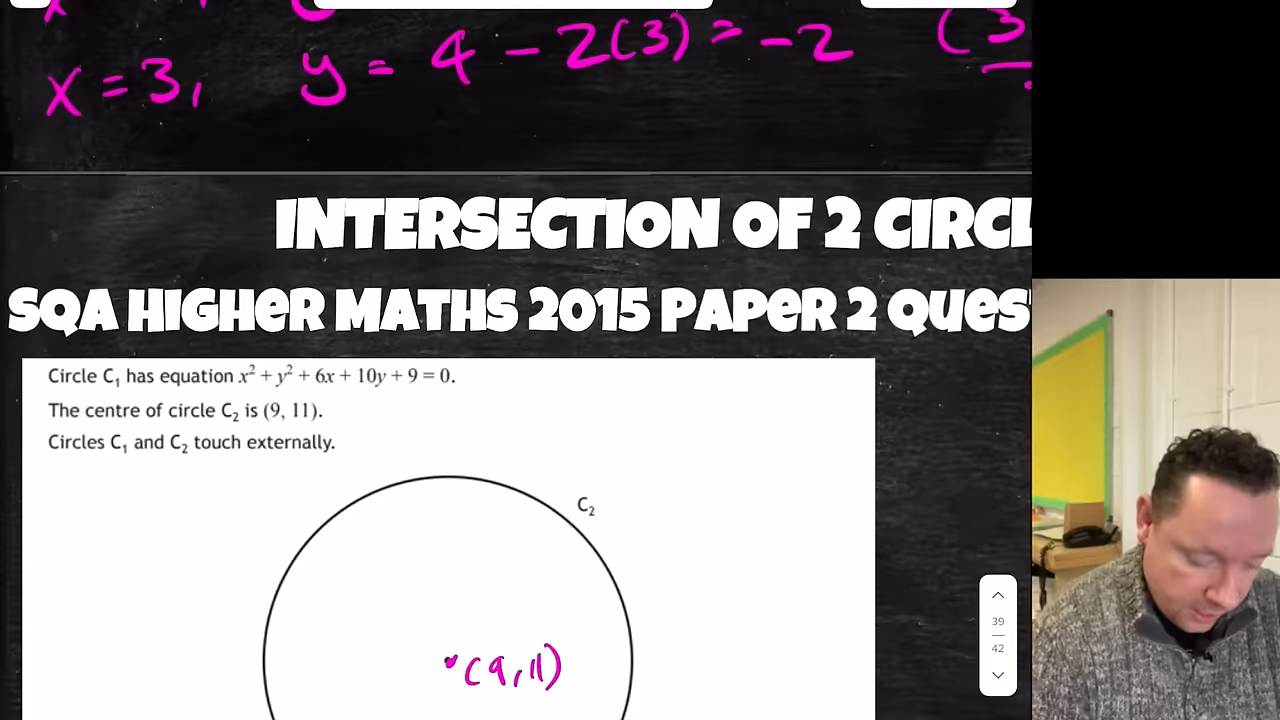 x = 3, y = 4 - 2(3) = -2 (3
INTERSECTION OF 2 CIRCL
SQA HIGHER MATHS 2015 PAPER 2 QUES
Circle C₁ has equation x² + y² + 6x + 10y + 9 = 0.
The centre of circle C₂ is (9, 11).
Circles C₁ and C₂ touch externally.
C₂
(9, 11)
39
42